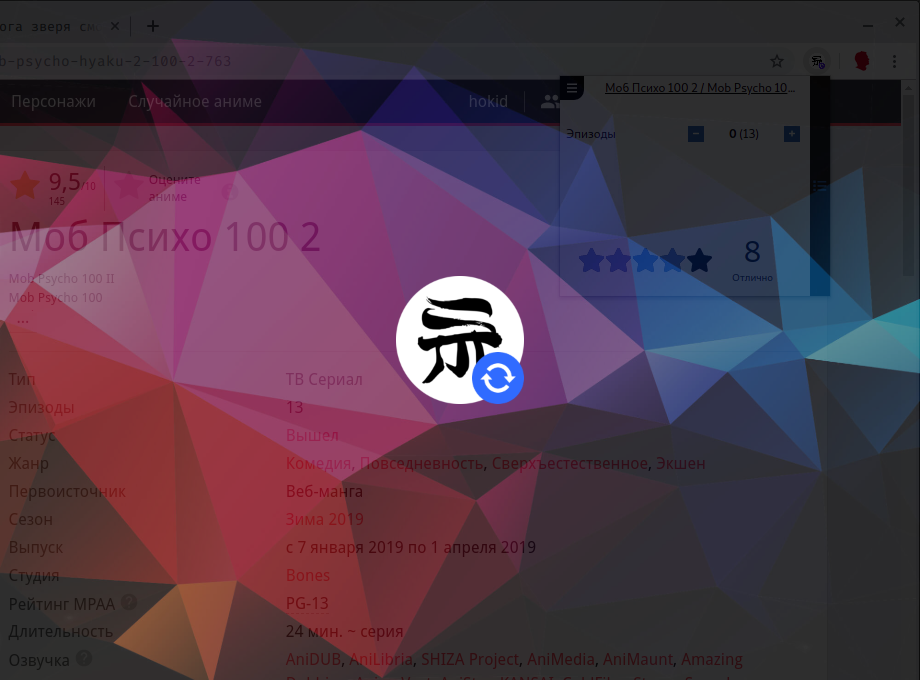 ога зверя см
b-psycho-hyaku-2-100-2-763
Персонажи Случайное аниме hokid
Моб Психо 100 2 / Mob Psycho 10...
Эпизоды - 0 (13) +
9,5/10
145
Оцените
аниме
Моб Психо 100 2
8
Отлично
Mob Psycho 100 II
Mob Psycho 100
...
示
Тип ТВ Сериал
Эпизоды 13
Статус Вышел
Жанр Комедия, Повседневность, Сверхъестественное, Экшен
Первоисточник Веб-манга
Сезон Зима 2019
Выпуск с 7 января 2019 по 1 апреля 2019
Студия Bones
Рейтинг MPAA ? PG-13
Длительность 24 мин. ~ серия
Озвучка ? AniDUB, AniLibria, SHIZA Project, AniMedia, AniMaunt, Amazing